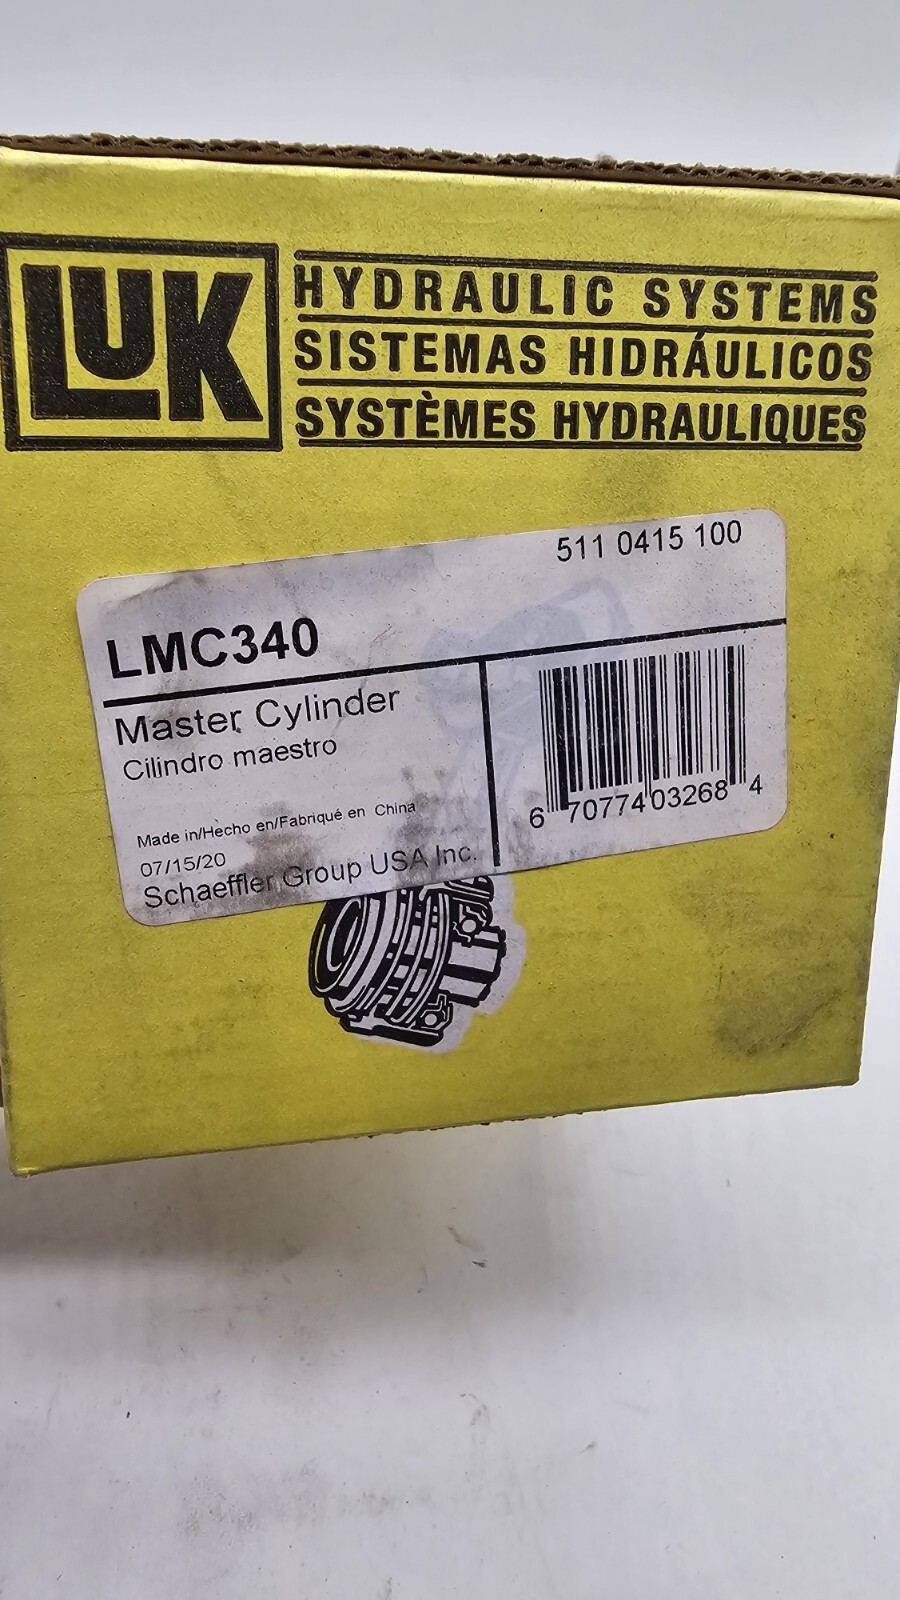 LUK
HYDRAULIC SYSTEMS
SISTEMAS HIDRÁULICOS
SYSTÈMES HYDRAULIQUES
511 0415 100
LMC340
Master Cylinder
Cilindro maestro
Made in/Hecho en/Fabriqué en China
07/15/20
Schaeffler Group USA Inc.
6 70774 03268 4